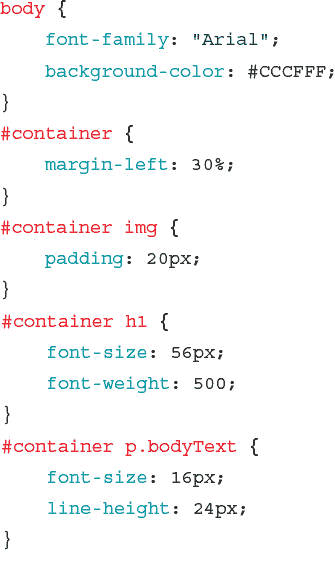 body {
    font-family: "Arial";
    background-color: #CCCFFF;
}
#container {
    margin-left: 30%;
}
#container img {
    padding: 20px;
}
#container h1 {
    font-size: 56px;
    font-weight: 500;
}
#container p.bodyText {
    font-size: 16px;
    line-height: 24px;
}